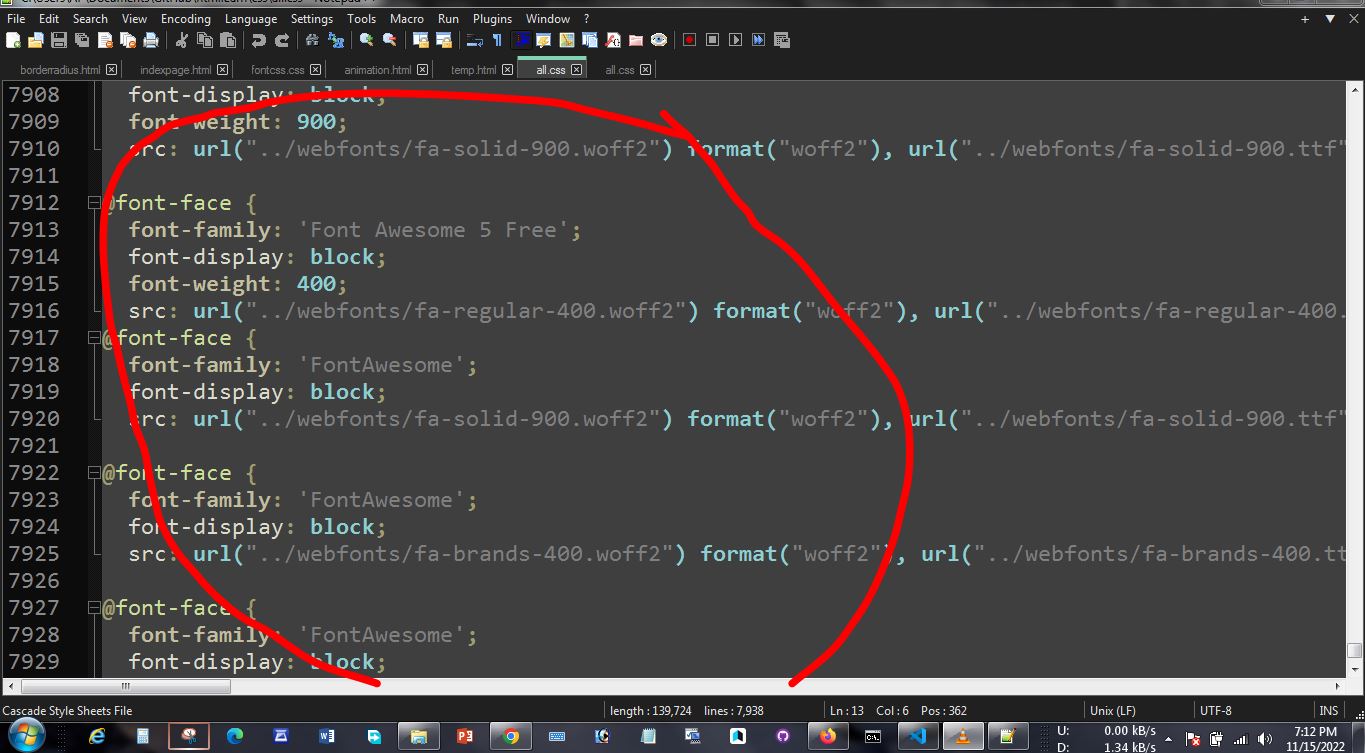 File Edit Search View Encoding Language Settings Tools Macro Run Plugins Window ?
borderradius.html indexpage.html fontcss.css animation.html temp.html all.css all.css
7908 font-display: block;
7909 font-weight: 900;
7910 src: url("../webfonts/fa-solid-900.woff2") format("woff2"), url("../webfonts/fa-solid-900.ttf"
7911
7912 @font-face {
7913 font-family: 'Font Awesome 5 Free';
7914 font-display: block;
7915 font-weight: 400;
7916 src: url("../webfonts/fa-regular-400.woff2") format("woff2"), url("../webfonts/fa-regular-400.
7917 @font-face {
7918 font-family: 'FontAwesome';
7919 font-display: block;
7920 src: url("../webfonts/fa-solid-900.woff2") format("woff2"), url("../webfonts/fa-solid-900.ttf"
7921
7922 @font-face {
7923 font-family: 'FontAwesome';
7924 font-display: block;
7925 src: url("../webfonts/fa-brands-400.woff2") format("woff2"), url("../webfonts/fa-brands-400.tt
7926
7927 @font-face {
7928 font-family: 'FontAwesome';
7929 font-display: block;
Cascade Style Sheets File length : 139,724 lines : 7,938 Ln : 13 Col : 6 Pos : 362 Unix (LF) UTF-8 INS
U: 0.00 kB/s 7:12 PM
D: 1.34 kB/s 11/15/2022